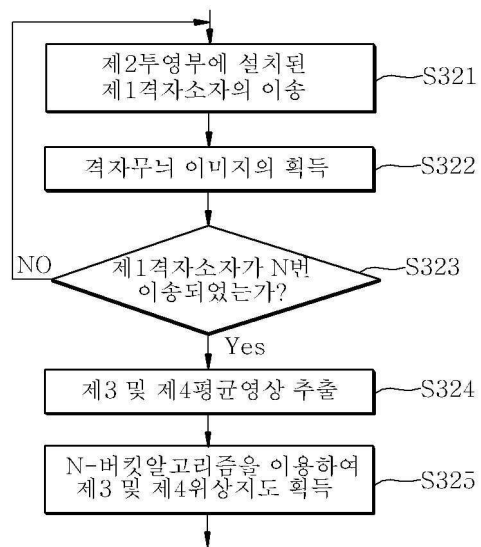 제2투영부에 설치된
제1격자소자의 이송
S321
격자무늬 이미지의 획득
S322
제1격자소자가 N번
이송되었는가?
S323
NO
Yes
제3 및 제4평균영상 추출
S324
N-버킷알고리즘을 이용하여
제3 및 제4위상지도 획득
S325